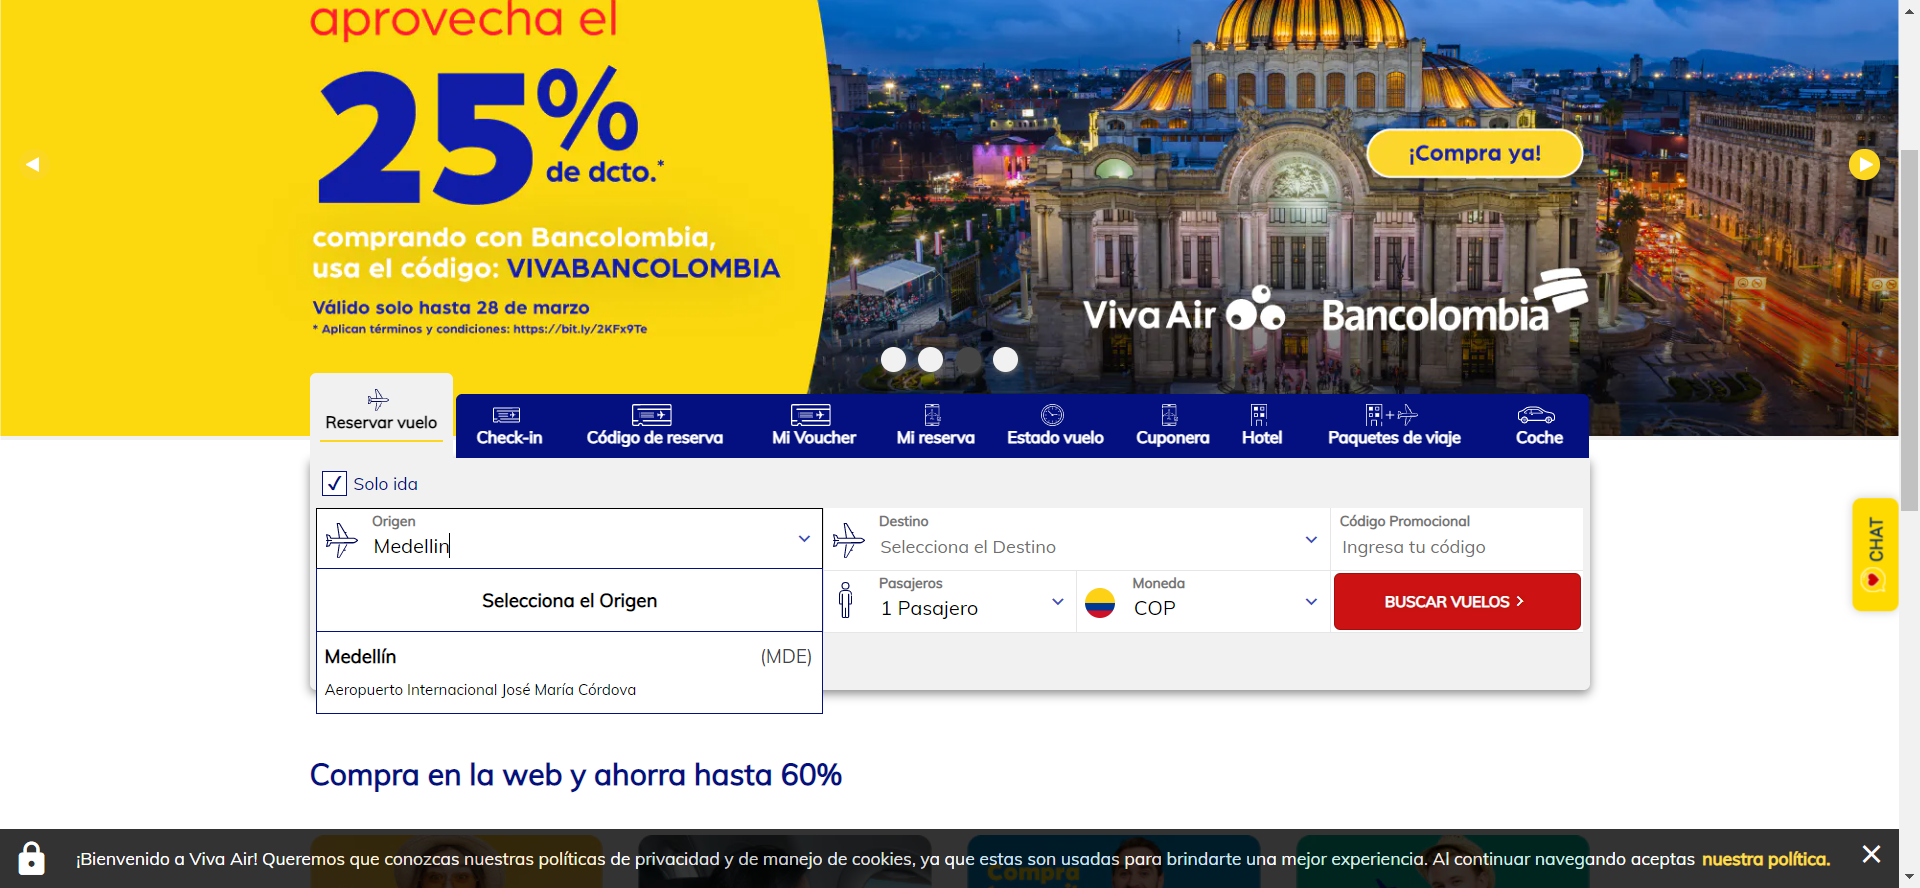 aprovecha el
25%
de dcto.*
comprando con Bancolombia,
usa el código: VIVABANCOLOMBIA
Válido solo hasta 28 de marzo
* Aplican términos y condiciones: https://bit.ly/2KFx9Te
¡Compra ya!
Viva Air
Bancolombia
Reservar vuelo
Check-in
Código de reserva
Mi Voucher
Mi reserva
Estado vuelo
Cuponera
Hotel
Paquetes de viaje
Coche
Solo ida
Origen
Medellin
Destino
Selecciona el Destino
Código Promocional
Ingresa tu código
Selecciona el Origen
Pasajeros
1 Pasajero
Moneda
COP
BUSCAR VUELOS
Medellín (MDE)
Aeropuerto Internacional José María Córdova
CHAT
Compra en la web y ahorra hasta 60%
¡Bienvenido a Viva Air! Queremos que conozcas nuestras políticas de privacidad y de manejo de cookies, ya que estas son usadas para brindarte una mejor experiencia. Al continuar navegando aceptas nuestra política.
Compra